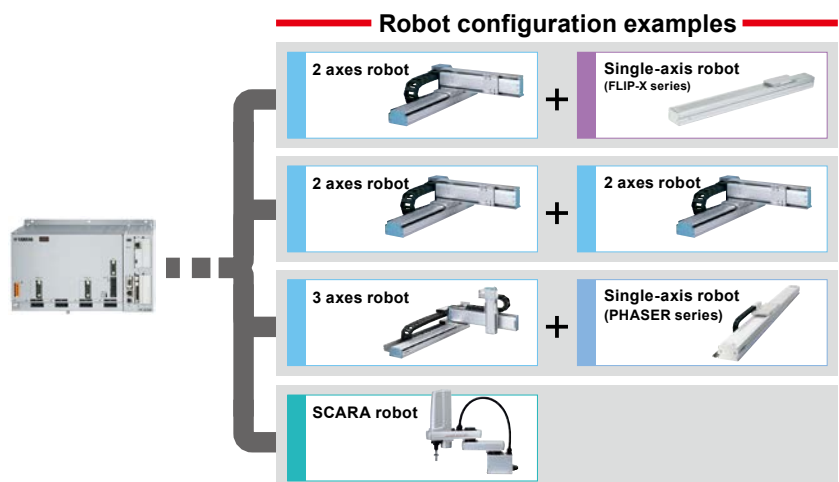 Robot configuration examples
2 axes robot
+
Single-axis robot
(FLIP-X series)
2 axes robot
+
2 axes robot
3 axes robot
+
Single-axis robot
(PHASER series)
SCARA robot
YAMAHA